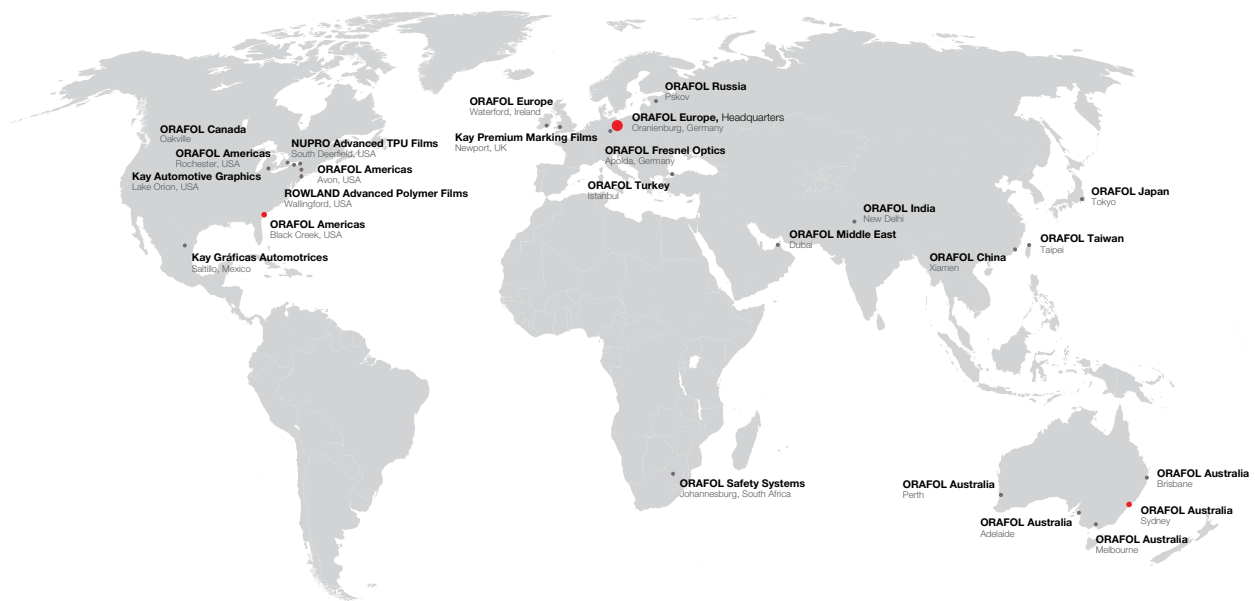 ORAFOL Russia
Pskov
ORAFOL Europe
Waterford, Ireland
ORAFOL Europe, Headquarters
Oranienburg, Germany
Kay Premium Marking Films
Newport, UK
ORAFOL Fresnel Optics
Apolda, Germany
ORAFOL Turkey
Istanbul
ORAFOL Canada
Oakville
NUPRO Advanced TPU Films
South Deerfield, USA
ORAFOL Americas
Rochester, USA
ORAFOL Americas
Avon, USA
Kay Automotive Graphics
Lake Orion, USA
ROWLAND Advanced Polymer Films
Wallingford, USA
ORAFOL Americas
Black Creek, USA
Kay Gráficas Automotrices
Saltillo, Mexico
ORAFOL Japan
Tokyo
ORAFOL India
New Delhi
ORAFOL Middle East
Dubai
ORAFOL Taiwan
Taipei
ORAFOL China
Xiamen
ORAFOL Safety Systems
Johannesburg, South Africa
ORAFOL Australia
Brisbane
ORAFOL Australia
Perth
ORAFOL Australia
Sydney
ORAFOL Australia
Adelaide
ORAFOL Australia
Melbourne